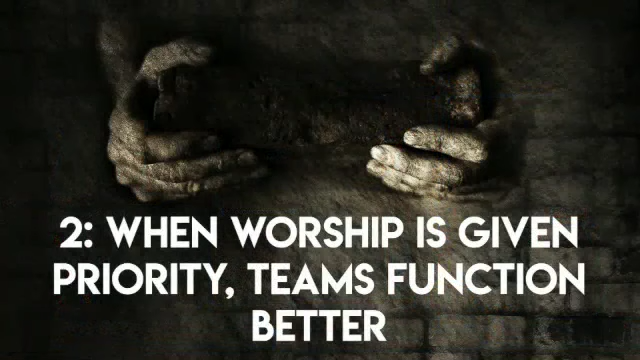 2: WHEN WORSHIP IS GIVEN
PRIORITY, TEAMS FUNCTION
BETTER